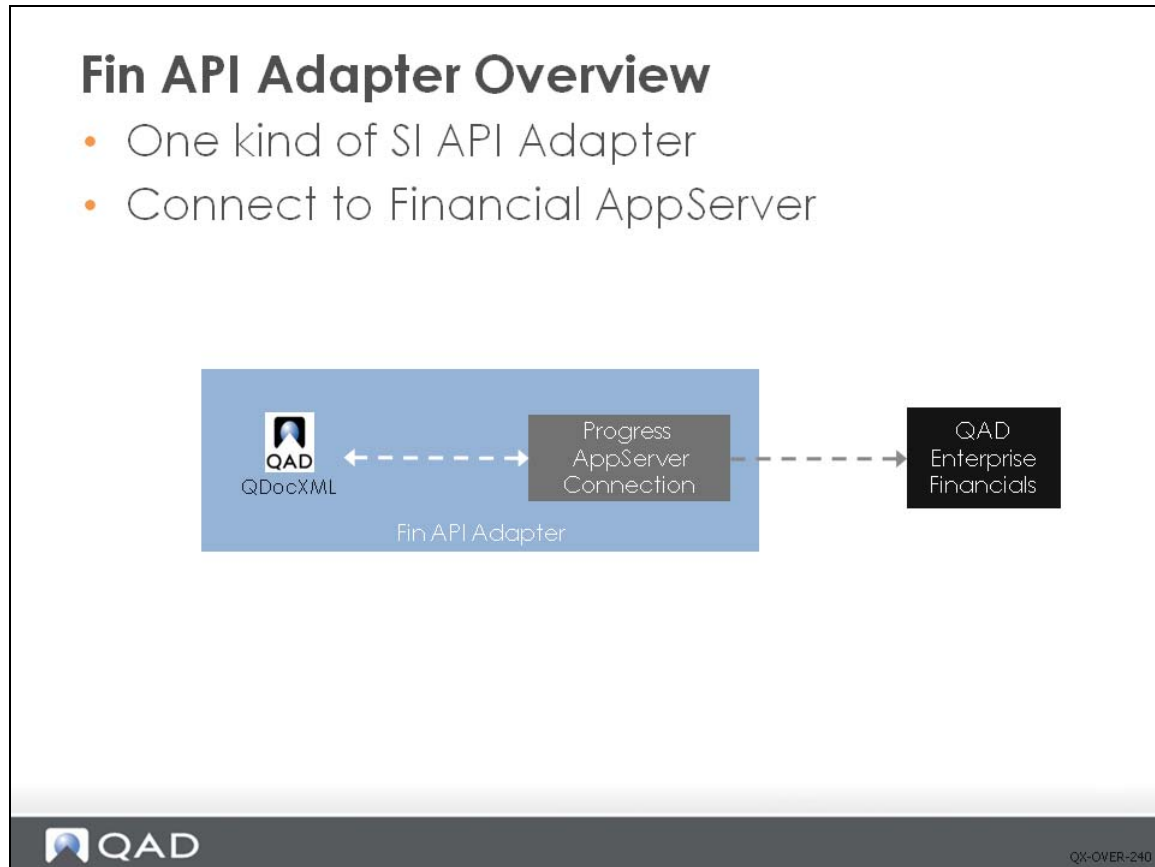 Fin API Adapter Overview
• One kind of SI API Adapter
• Connect to Financial AppServer
QAD
QDocXML
Progress
AppServer
Connection
Fin API Adapter
QAD
Enterprise
Financials
QAD
QX-OVER-240